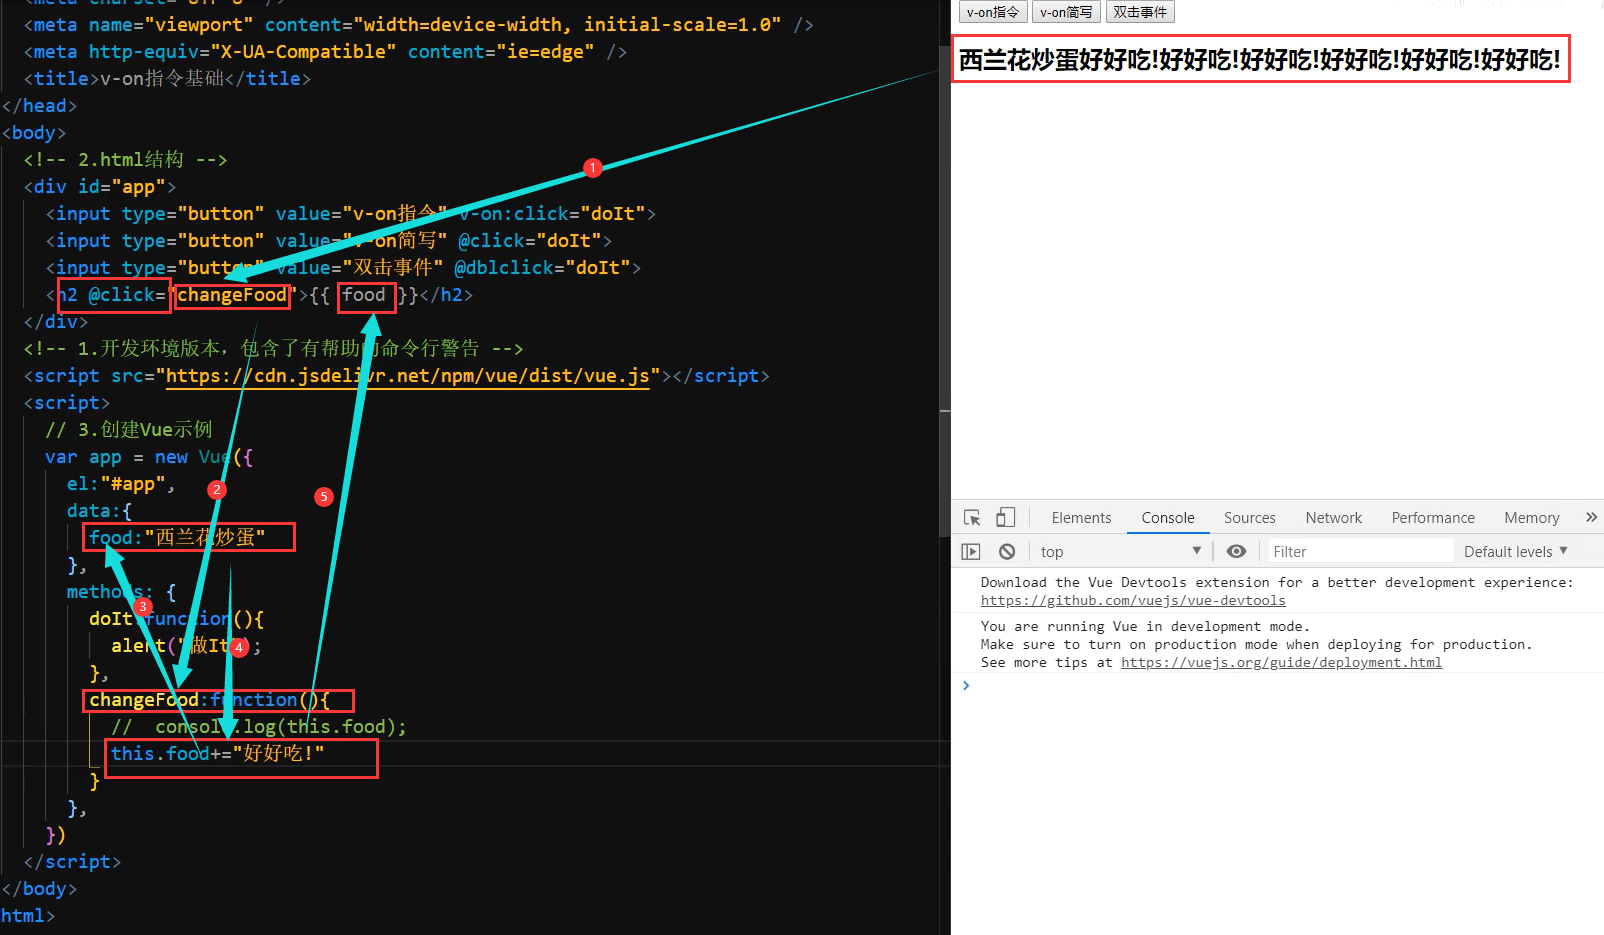 <meta name="viewport" content="width=device-width, initial-scale=1.0" />
<meta http-equiv="X-UA-Compatible" content="ie=edge" />
<title>v-on指令基础</title>
</head>
<body>
<!-- 2.html结构 -->
<div id="app">
<input type="button" value="v-on指令" v-on:click="doIt">
<input type="button" value="v-on简写" @click="doIt">
<input type="button" value="双击事件" @dblclick="doIt">
<h2 @click="changeFood">{{ food }}</h2>
</div>
<!-- 1.开发环境版本，包含了有帮助的命令行警告 -->
<script src="https://cdn.jsdelivr.net/npm/vue/dist/vue.js"></script>
<script>
// 3.创建Vue示例
var app = new Vue({
el:"#app",
data:{
food:"西兰花炒蛋"
},
methods: {
doIt:function(){
alert("做It");
},
changeFood:function(){
// console.log(this.food);
this.food+="好好吃!"
}
},
})
</script>
</body>
html>
1
2
5
3
4
v-on指令 v-on简写 双击事件
西兰花炒蛋好好吃!好好吃!好好吃!好好吃!好好吃!好好吃!
Elements Console Sources Network Performance Memory »
top Filter Default levels
Download the Vue Devtools extension for a better development experience:
https://github.com/vuejs/vue-devtools
You are running Vue in development mode.
Make sure to turn on production mode when deploying for production.
See more tips at https://vuejs.org/guide/deployment.html